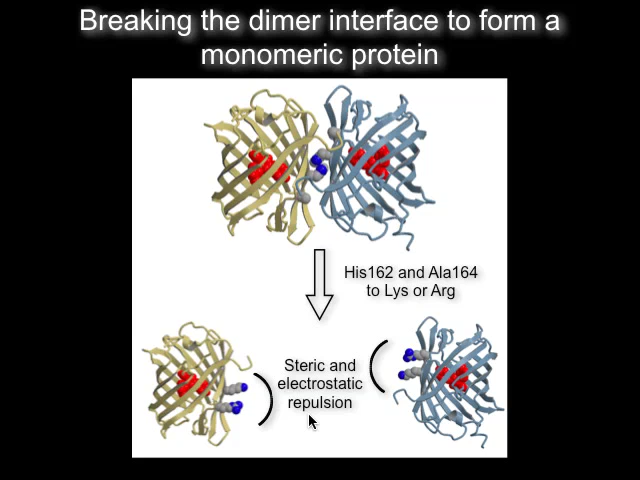 Breaking the dimer interface to form a
monomeric protein
His162 and Ala164
to Lys or Arg
Steric and
electrostatic
repulsion